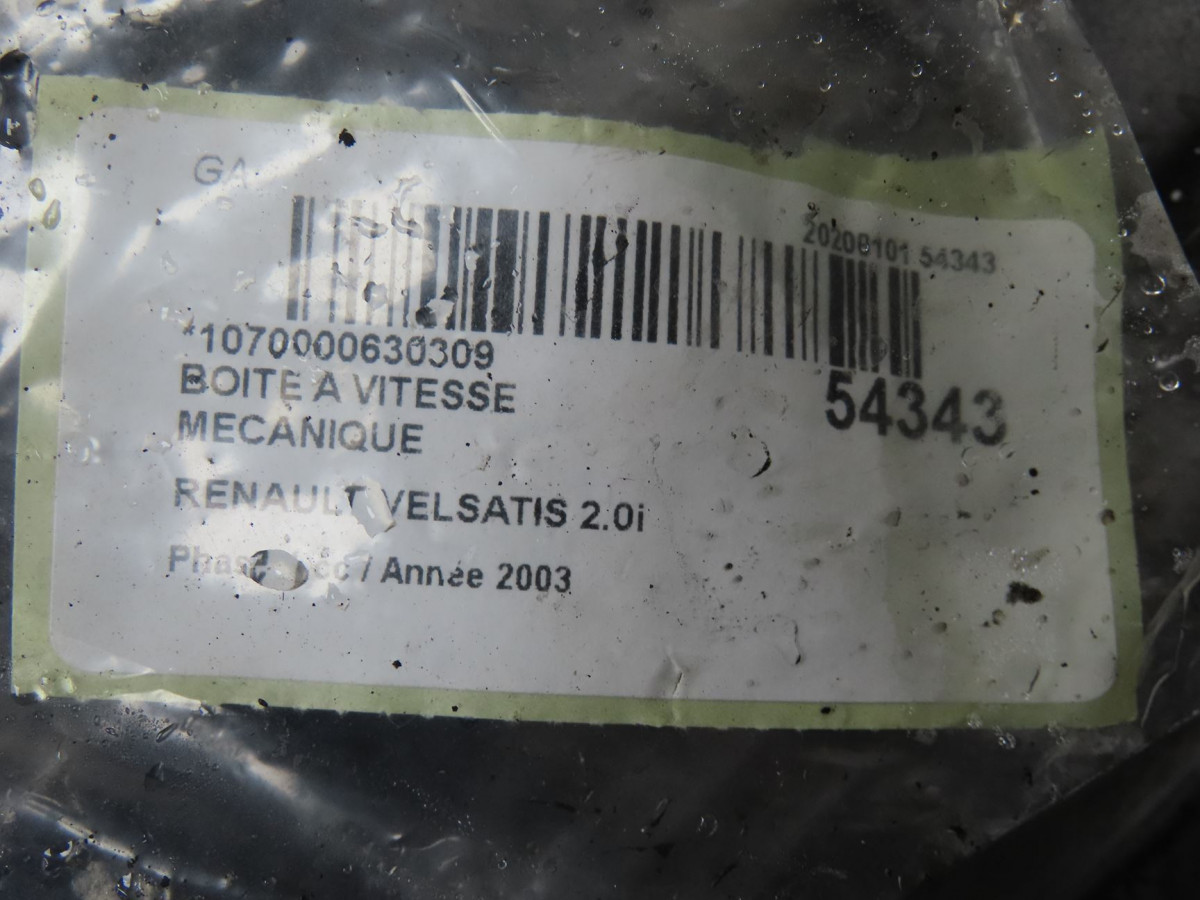 GA
20200101 54343
*1070000630309
54343
BOITE A VITESSE
MECANIQUE
RENAULT VELSATIS 2.0i
/ Année 2003